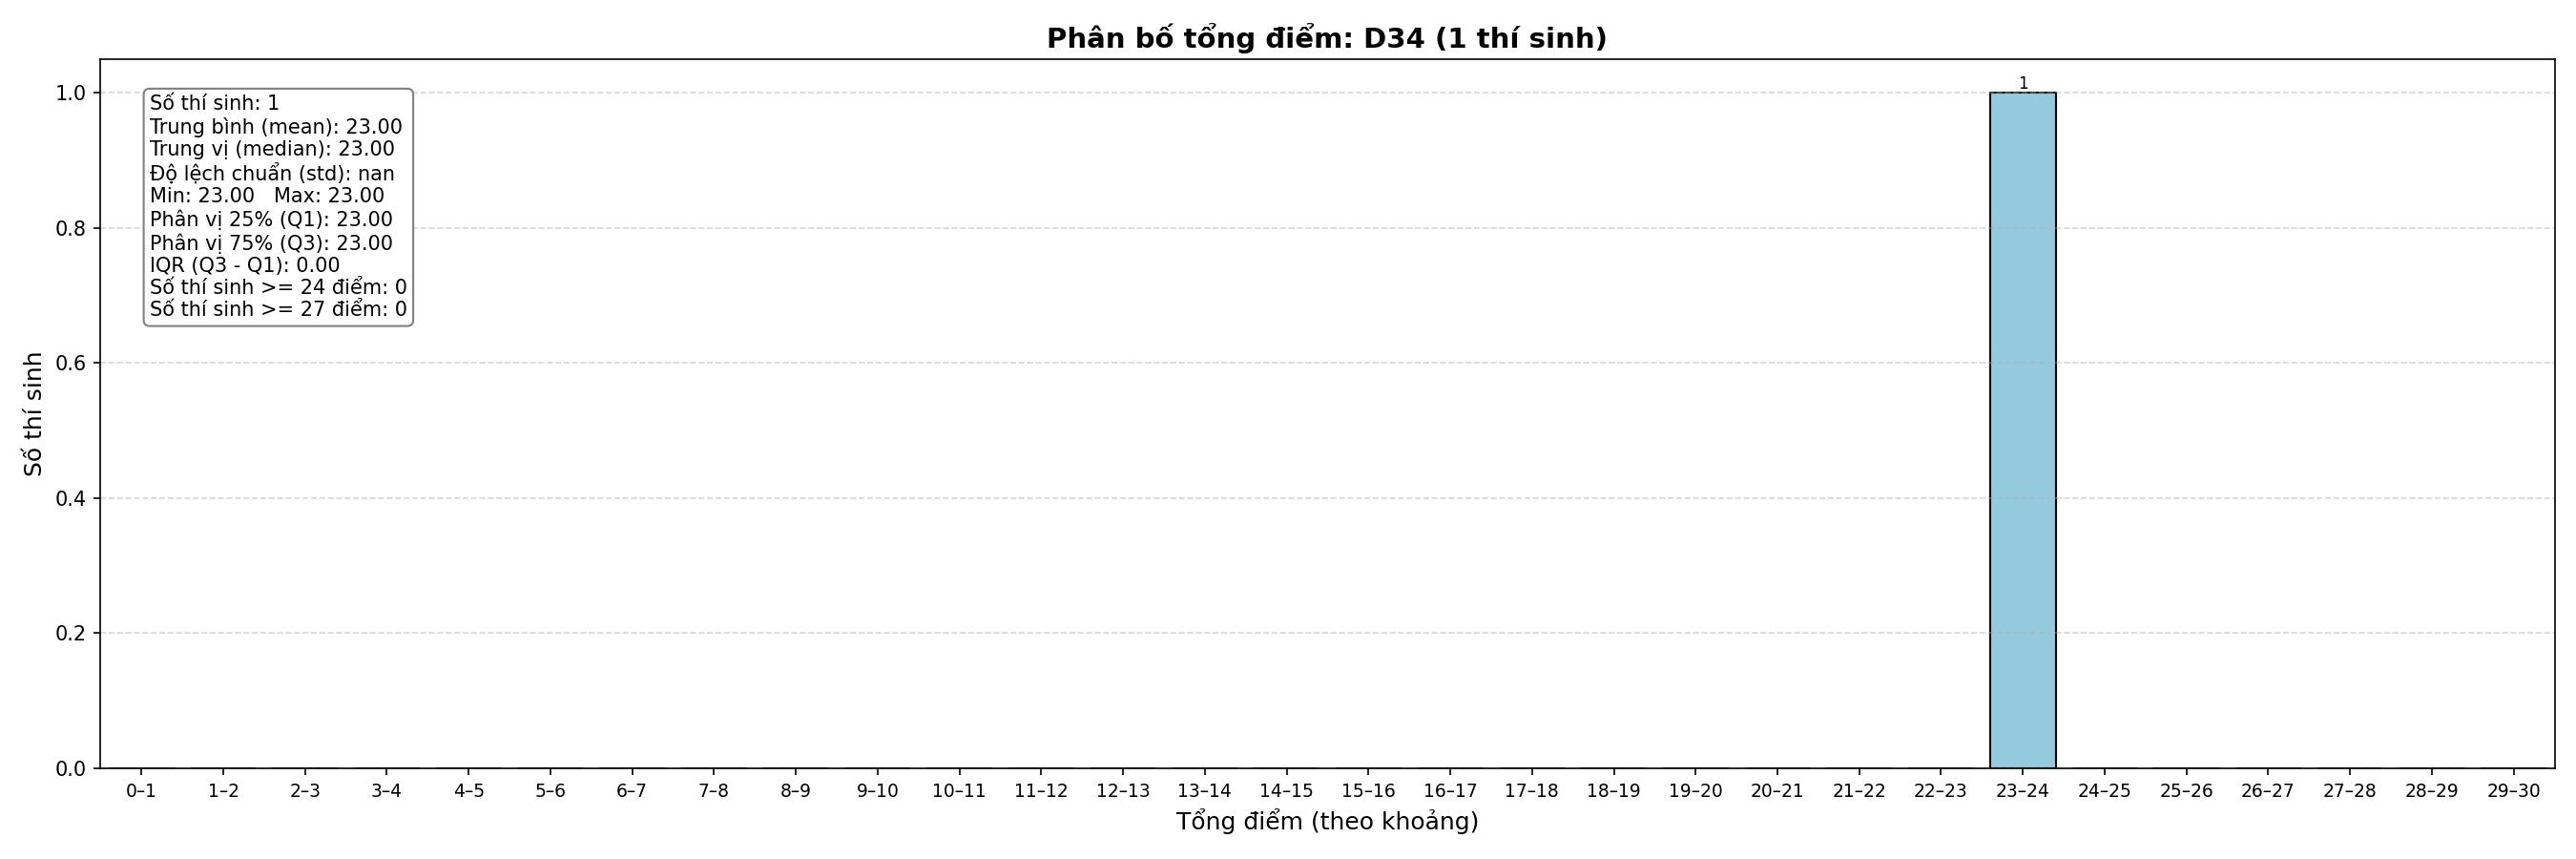 Phân bố tổng điểm: D34 (1 thí sinh)
1
Số thí sinh: 1
Trung bình (mean): 23.00
Trung vị (median): 23.00
Độ lệch chuẩn (std): nan
Min: 23.00   Max: 23.00
Phân vị 25% (Q1): 23.00
Phân vị 75% (Q3): 23.00
IQR (Q3 - Q1): 0.00
Số thí sinh >= 24 điểm: 0
Số thí sinh >= 27 điểm: 0
Số thí sinh
1.0
0.8
0.6
0.4
0.2
0.0
0–1 1–2 2–3 3–4 4–5 5–6 6–7 7–8 8–9 9–10 10–11 11–12 12–13 13–14 14–15 15–16 16–17 17–18 18–19 19–20 20–21 21–22 22–23 23–24 24–25 25–26 26–27 27–28 28–29 29–30
Tổng điểm (theo khoảng)